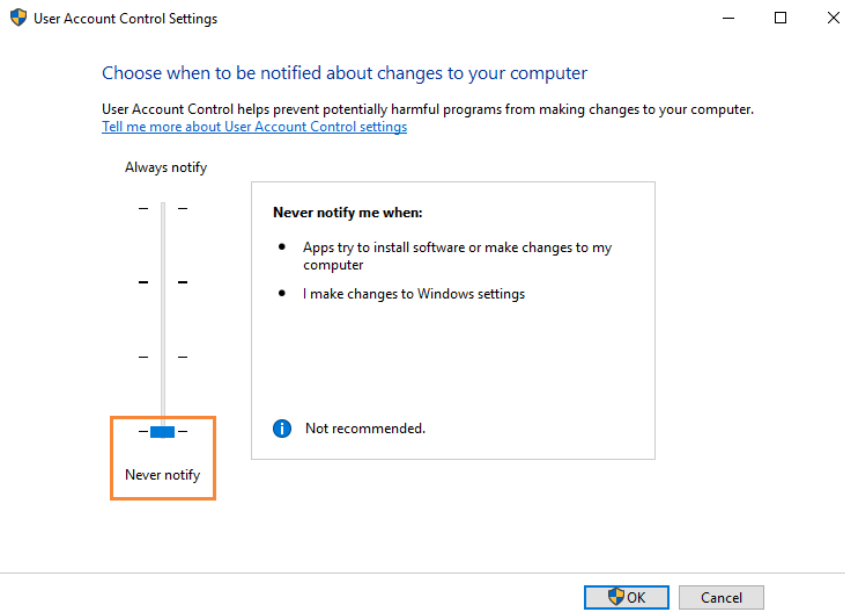 User Account Control Settings
Choose when to be notified about changes to your computer
User Account Control helps prevent potentially harmful programs from making changes to your computer.
Tell me more about User Account Control settings
Always notify
Never notify me when:
Apps try to install software or make changes to my
computer
I make changes to Windows settings
Not recommended.
Never notify
OK
Cancel